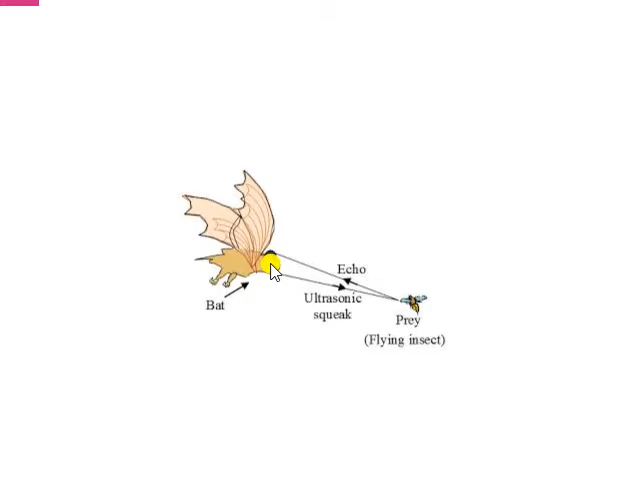 Echo
Ultrasonic
squeak
Bat
Prey
(Flying insect)